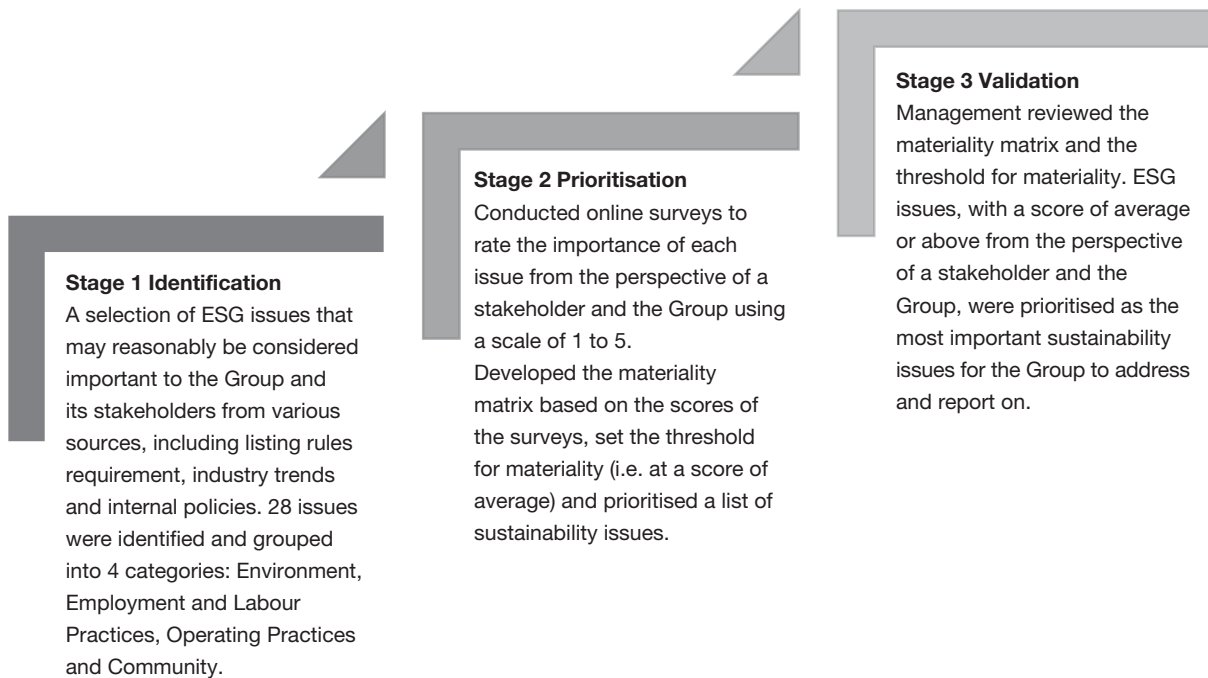 Stage 1 Identification
A selection of ESG issues that
may reasonably be considered
important to the Group and
its stakeholders from various
sources, including listing rules
requirement, industry trends
and internal policies. 28 issues
were identified and grouped
into 4 categories: Environment,
Employment and Labour
Practices, Operating Practices
and Community.
Stage 2 Prioritisation
Conducted online surveys to
rate the importance of each
issue from the perspective of a
stakeholder and the Group using
a scale of 1 to 5.
Developed the materiality
matrix based on the scores of
the surveys, set the threshold
for materiality (i.e. at a score of
average) and prioritised a list of
sustainability issues.
Stage 3 Validation
Management reviewed the
materiality matrix and the
threshold for materiality. ESG
issues, with a score of average
or above from the perspective
of a stakeholder and the
Group, were prioritised as the
most important sustainability
issues for the Group to address
and report on.